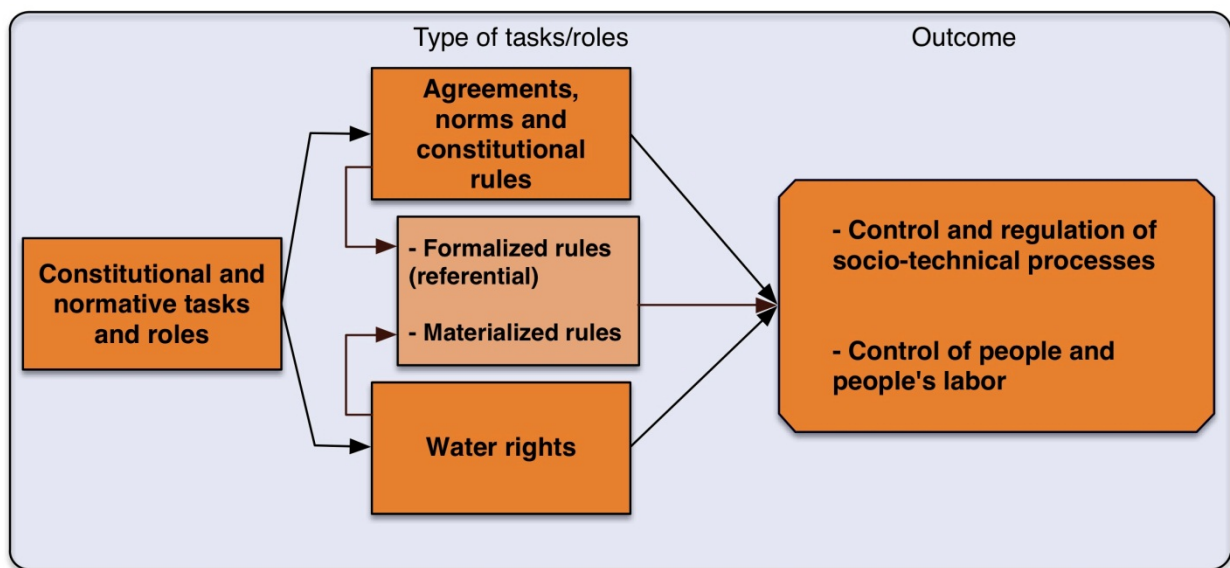 Type of tasks/roles
Outcome
Agreements,
norms and
constitutional
rules
Constitutional and
normative tasks
and roles
- Formalized rules
(referential)
- Materialized rules
Water rights
- Control and regulation of
socio-technical processes
- Control of people and
people's labor